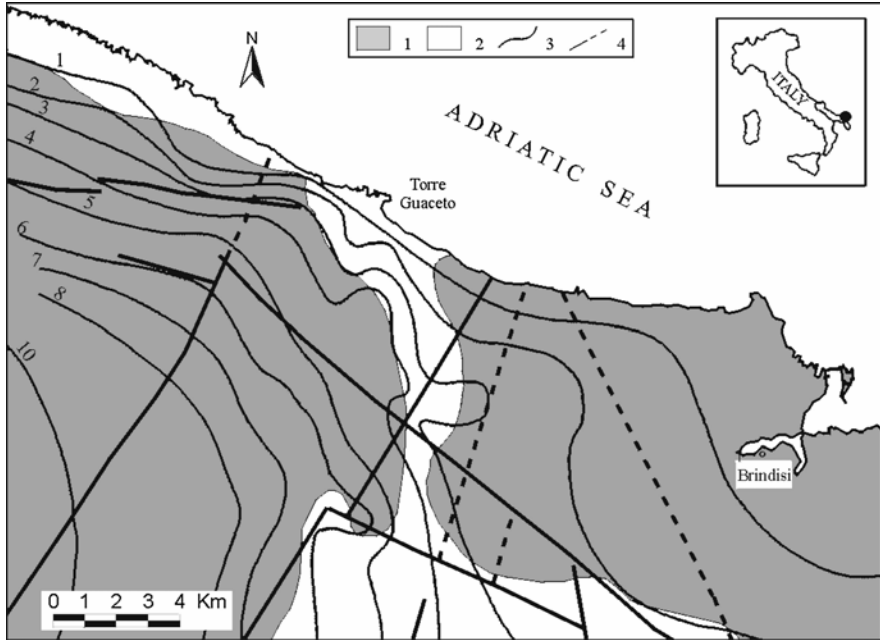 1
2
3
4
N
ITALY
ADRIATIC SEA
Torre
Guaceto
1
2
3
4
5
6
7
8
10
Brindisi
0 1 2 3 4 Km